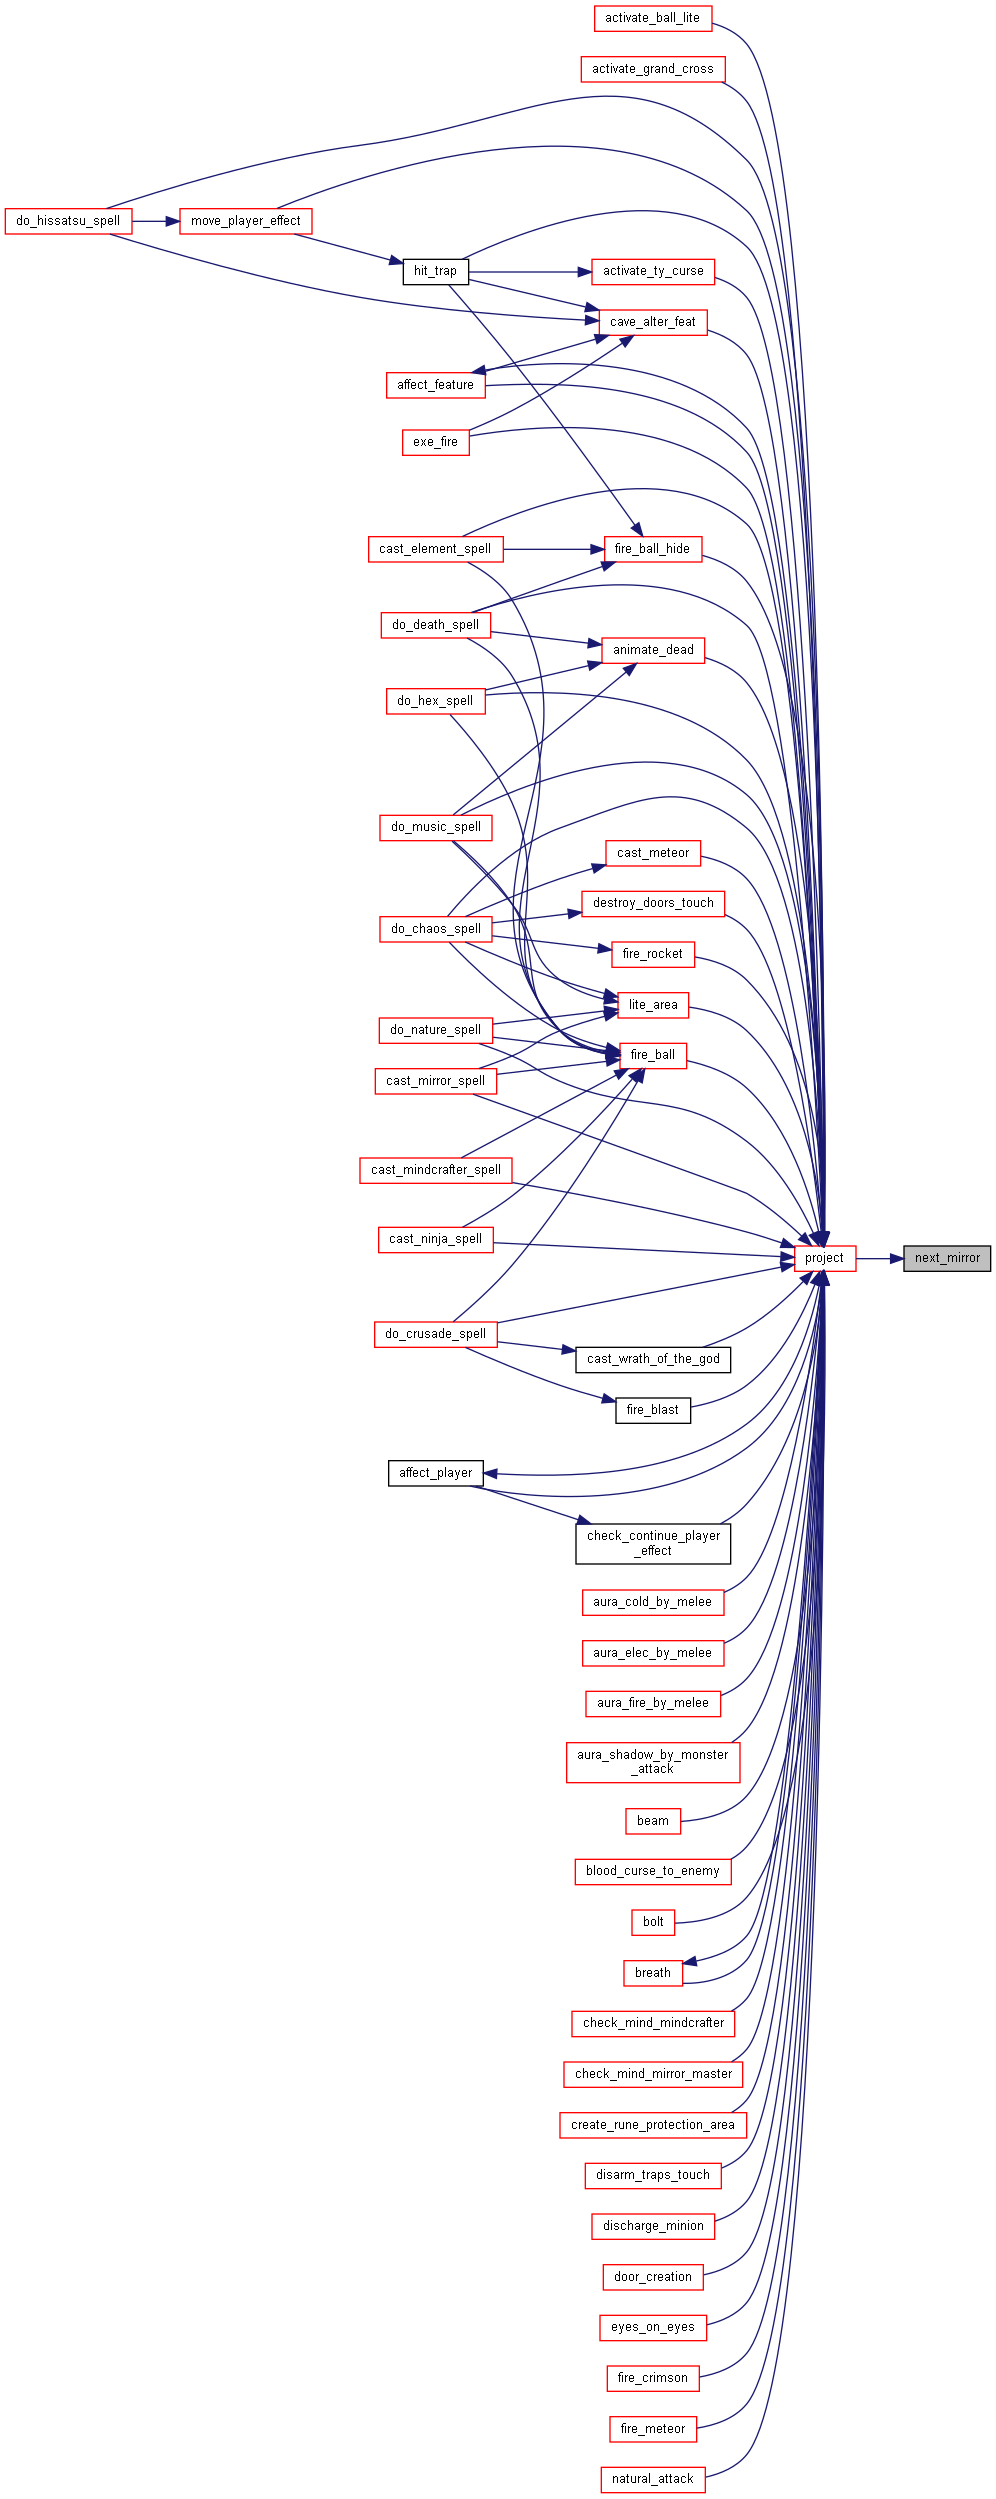 activate_ball_lite
activate_grand_cross
do_hissatsu_spell
move_player_effect
hit_trap
activate_ty_curse
cave_alter_feat
affect_feature
exe_fire
cast_element_spell
fire_ball_hide
do_death_spell
animate_dead
do_hex_spell
do_music_spell
cast_meteor
destroy_doors_touch
do_chaos_spell
fire_rocket
lite_area
do_nature_spell
fire_ball
cast_mirror_spell
cast_mindcrafter_spell
cast_ninja_spell
project
next_mirror
do_crusade_spell
cast_wrath_of_the_god
fire_blast
affect_player
check_continue_player
_effect
aura_cold_by_melee
aura_elec_by_melee
aura_fire_by_melee
aura_shadow_by_monster
_attack
beam
blood_curse_to_enemy
bolt
breath
check_mind_mindcrafter
check_mind_mirror_master
create_rune_protection_area
disarm_traps_touch
discharge_minion
door_creation
eyes_on_eyes
fire_crimson
fire_meteor
natural_attack